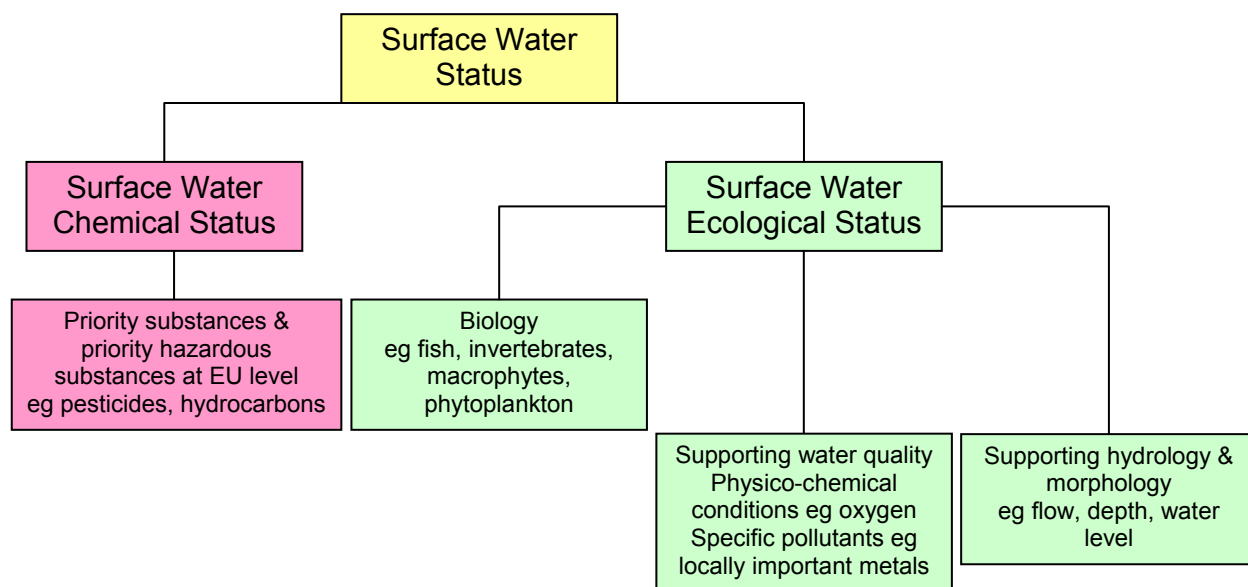 Surface Water
Status
Surface Water
Chemical Status
Surface Water
Ecological Status
Priority substances &
priority hazardous
substances at EU level
eg pesticides, hydrocarbons
Biology
eg fish, invertebrates,
macrophytes,
phytoplankton
Supporting water quality
Physico-chemical
conditions eg oxygen
Specific pollutants eg
locally important metals
Supporting hydrology &
morphology
eg flow, depth, water
level